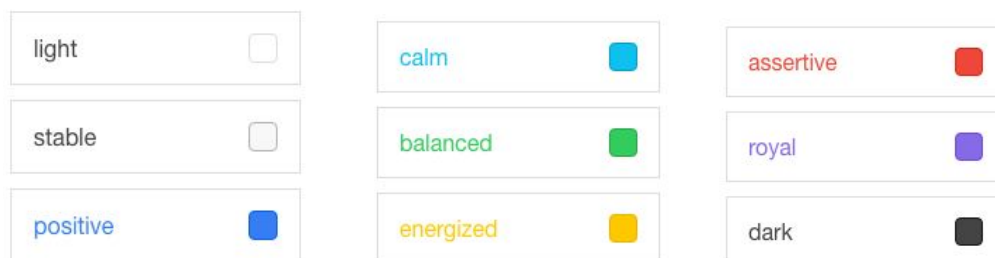 light
stable
positive
calm
balanced
energized
assertive
royal
dark